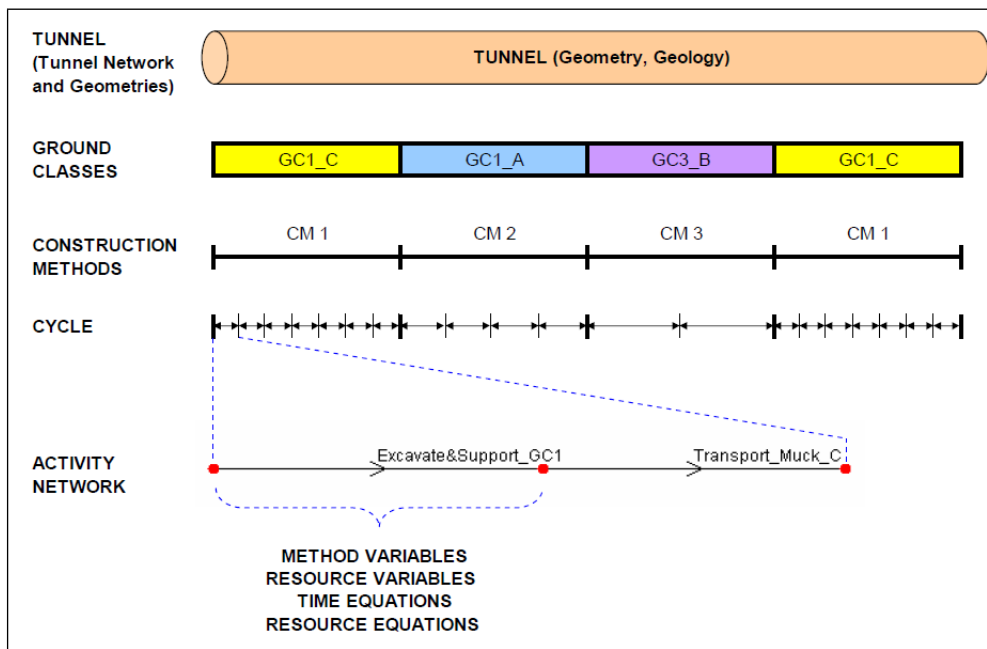 TUNNEL
(Tunnel Network
and Geometries)
TUNNEL (Geometry, Geology)
GROUND
CLASSES
GC1_C
GC1_A
GC3_B
GC1_C
CONSTRUCTION
METHODS
CM 1
CM 2
CM 3
CM 1
CYCLE
ACTIVITY
NETWORK
Excavate&Support_GC1
Transport_Muck_C
METHOD VARIABLES
RESOURCE VARIABLES
TIME EQUATIONS
RESOURCE EQUATIONS